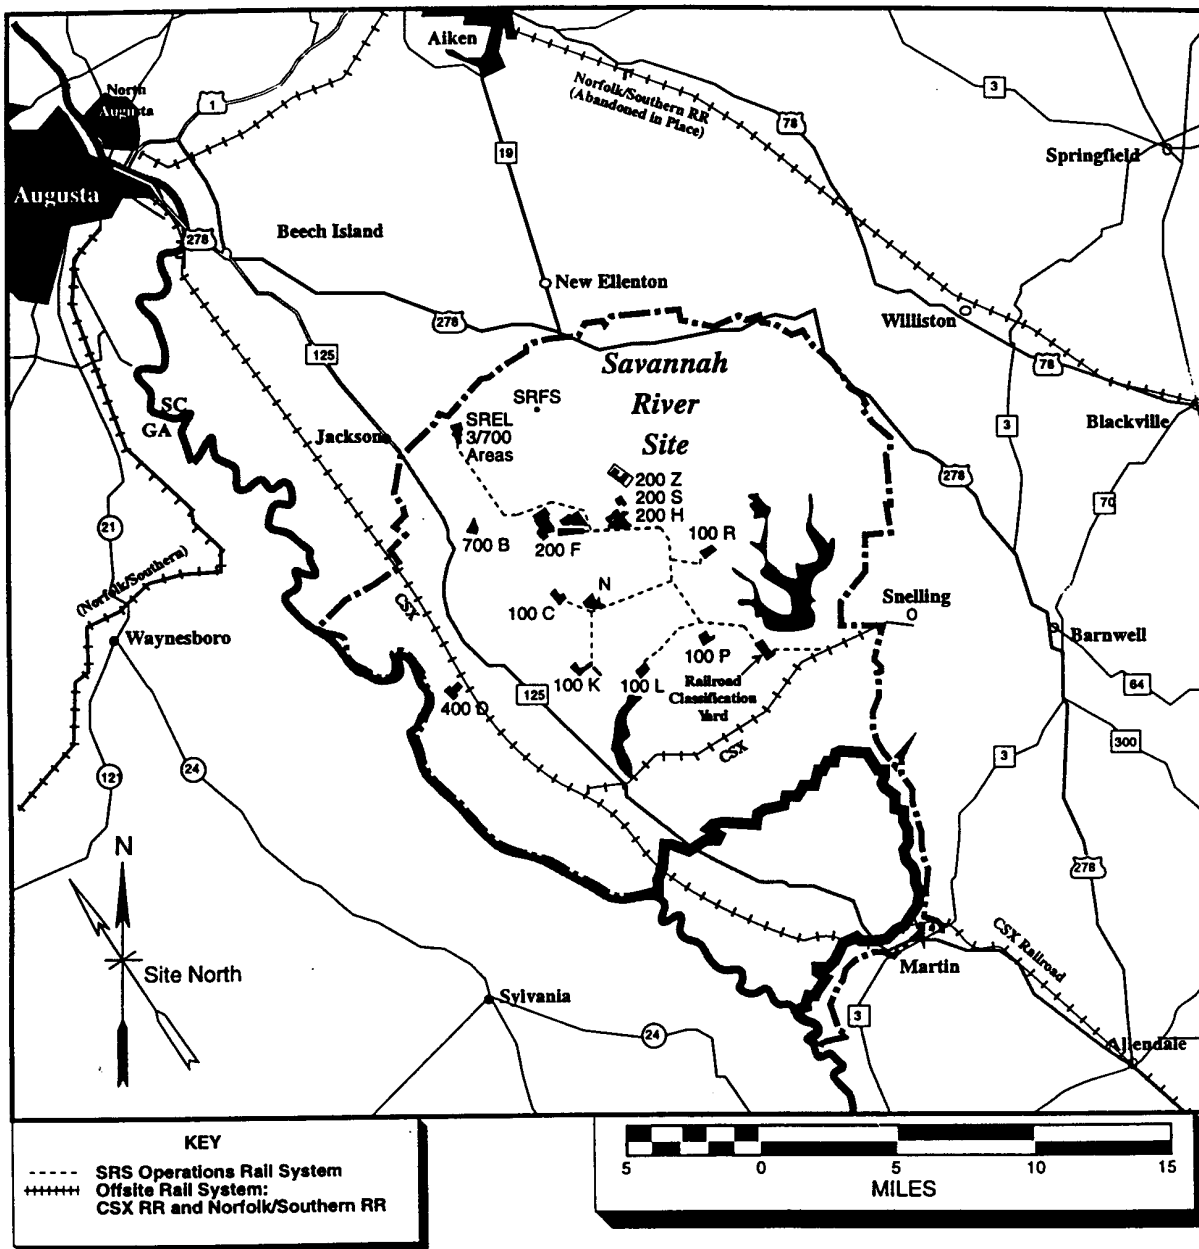 Aiken
North
Augusta
1
Norfolk/Southern RR
(Abandoned in Place)
3
78
19
Springfield
Augusta
278
Beech Island
New Ellenton
278
Williston
125
78
Savannah
River
Site
SRFS
SC
GA
SREL
3/700
Areas
Jackson
3
Blackville
200 Z
200 S
200 H
278
70
21
700 B
200 F
100 R
(Norfolk/Southern)
CSX
100 C
N
Snelling
Waynesboro
Barnwell
100 P
100 K
100 L
Railroad
Classification
Yard
64
400 D
125
CSX
3
300
121
24
N
278
Site North
CSX Railroad
Martin
Sylvania
3
24
Allendale
KEY
SRS Operations Rail System
Offsite Rail System:
CSX RR and Norfolk/Southern RR
5 0 5 10 15
MILES